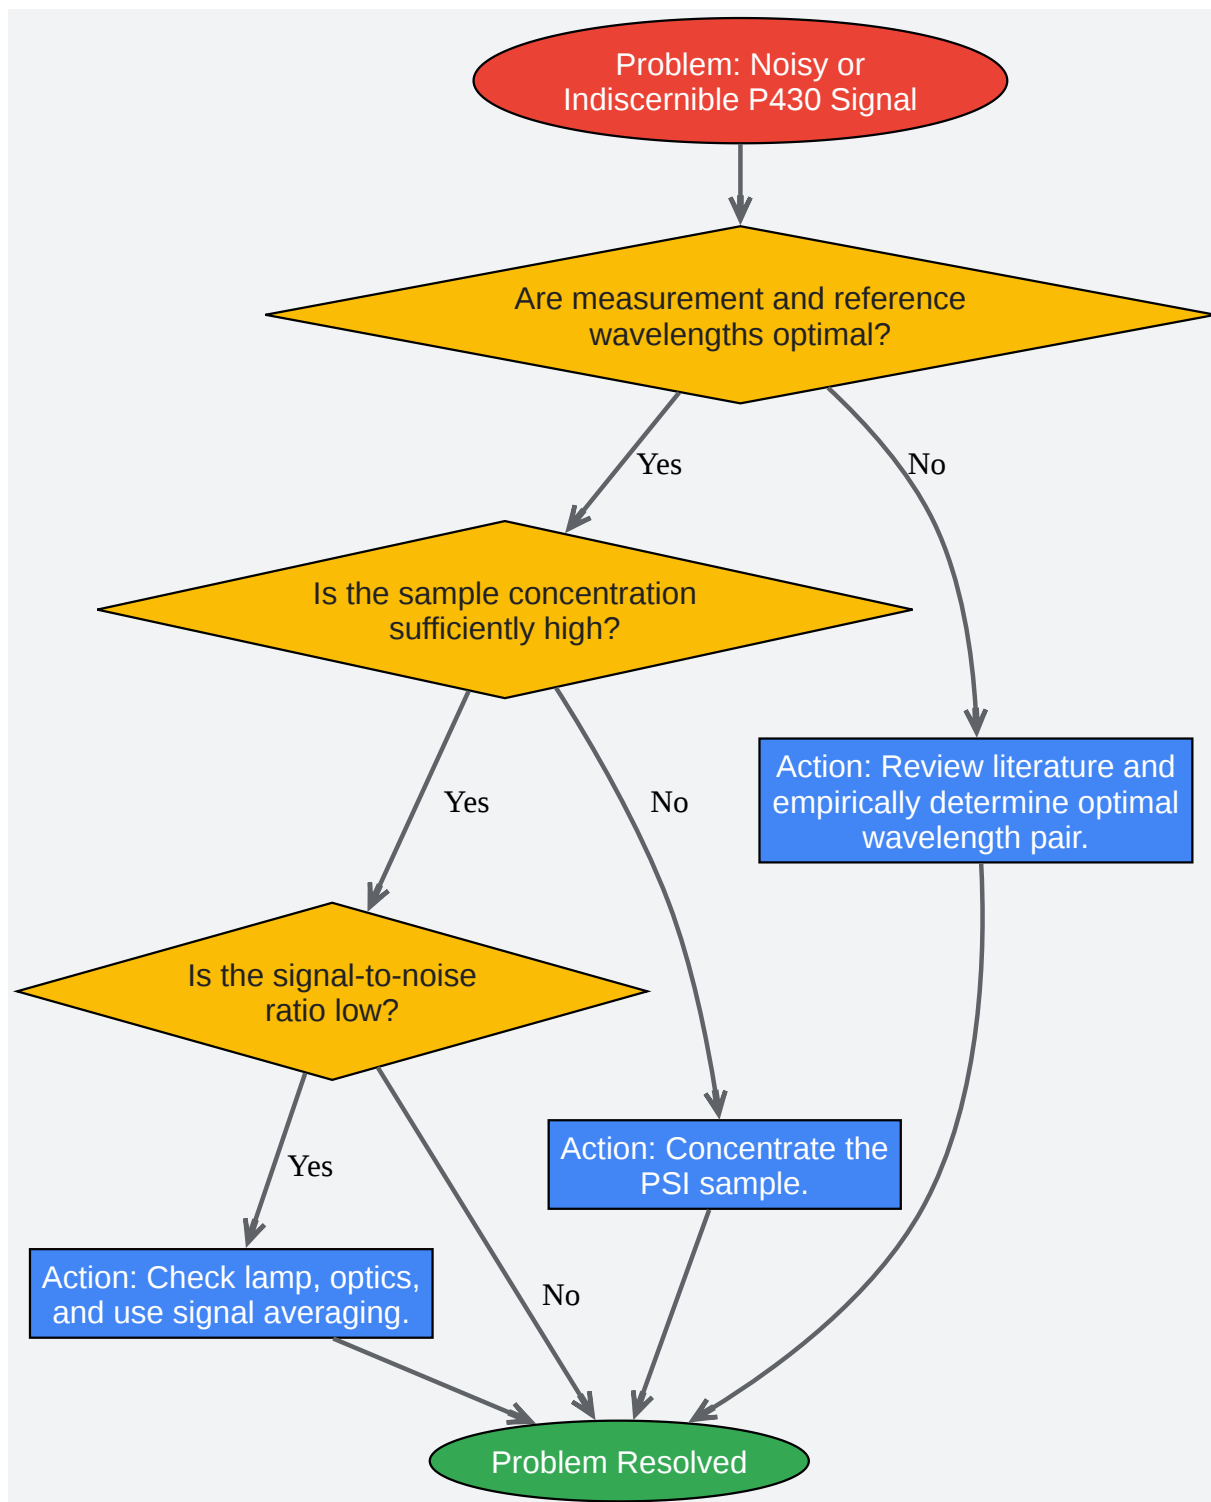 Problem: Noisy or
Indiscernible P430 Signal
Are measurement and reference
wavelengths optimal?
Yes
No
Is the sample concentration
sufficiently high?
Action: Review literature and
empirically determine optimal
wavelength pair.
Yes
No
Is the signal-to-noise
ratio low?
Action: Concentrate the
PSI sample.
Yes
Action: Check lamp, optics,
and use signal averaging.
No
Problem Resolved